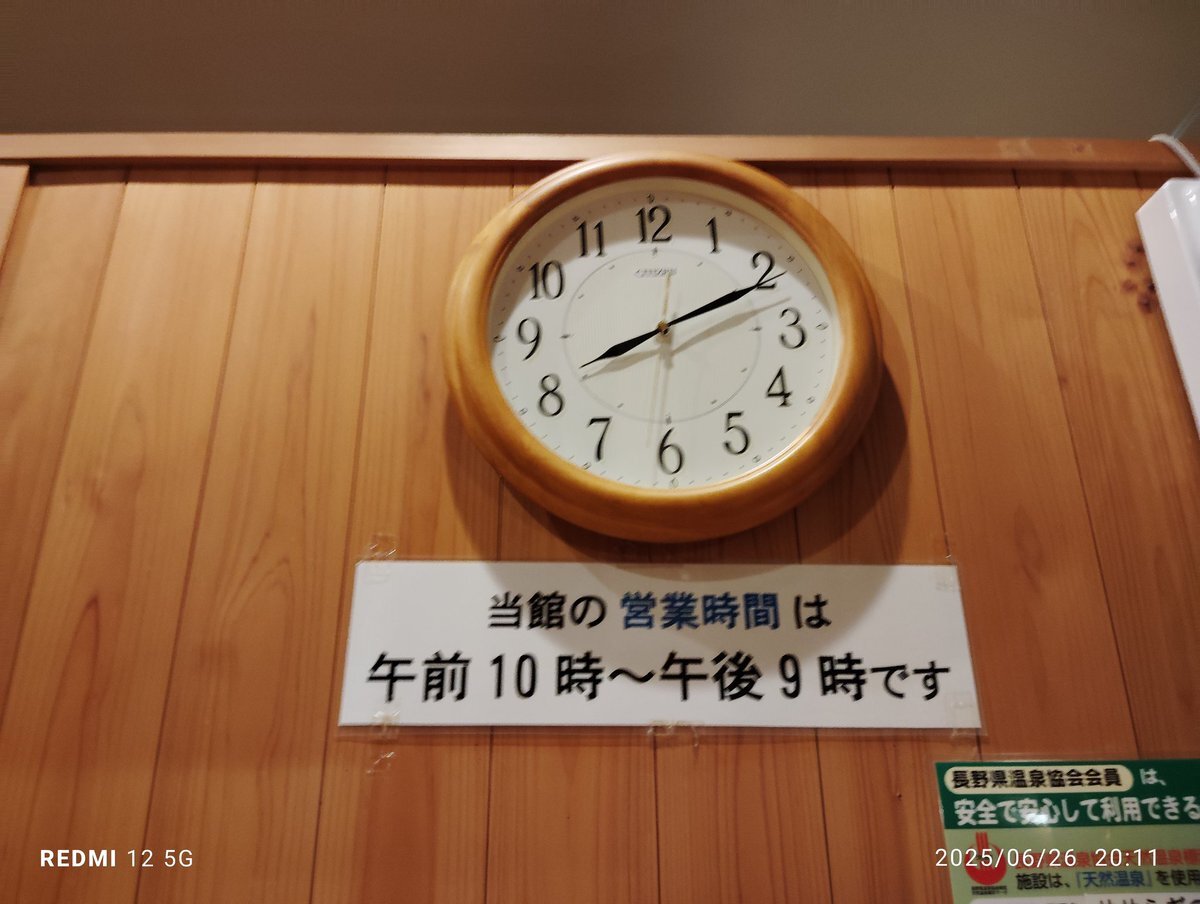 12
1
2
3
4
5
6
7
8
9
10
11
CITIZEN
当館の 営業時間 は
午前 10 時~午後 9 時です
長野県温泉協会会員 は、
安全で安心して利用できる
施設は、「天然温泉」を使用
REDMI 12 5G
2025/06/26 20:11